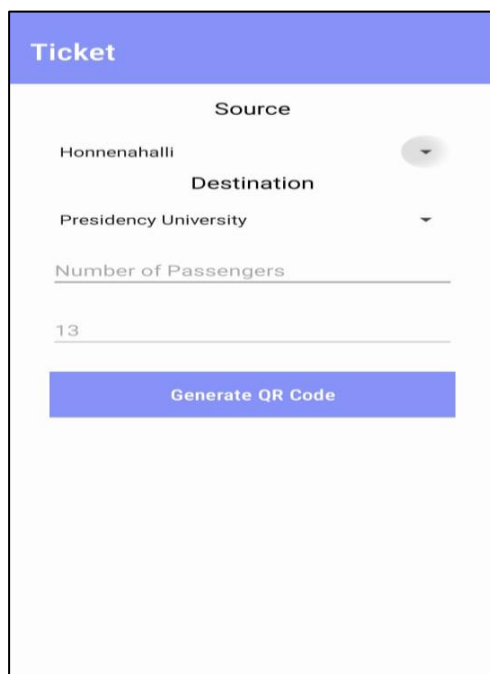 Ticket
Source
Honnenahalli
Destination
Presidency University
Number of Passengers
13
Generate QR Code